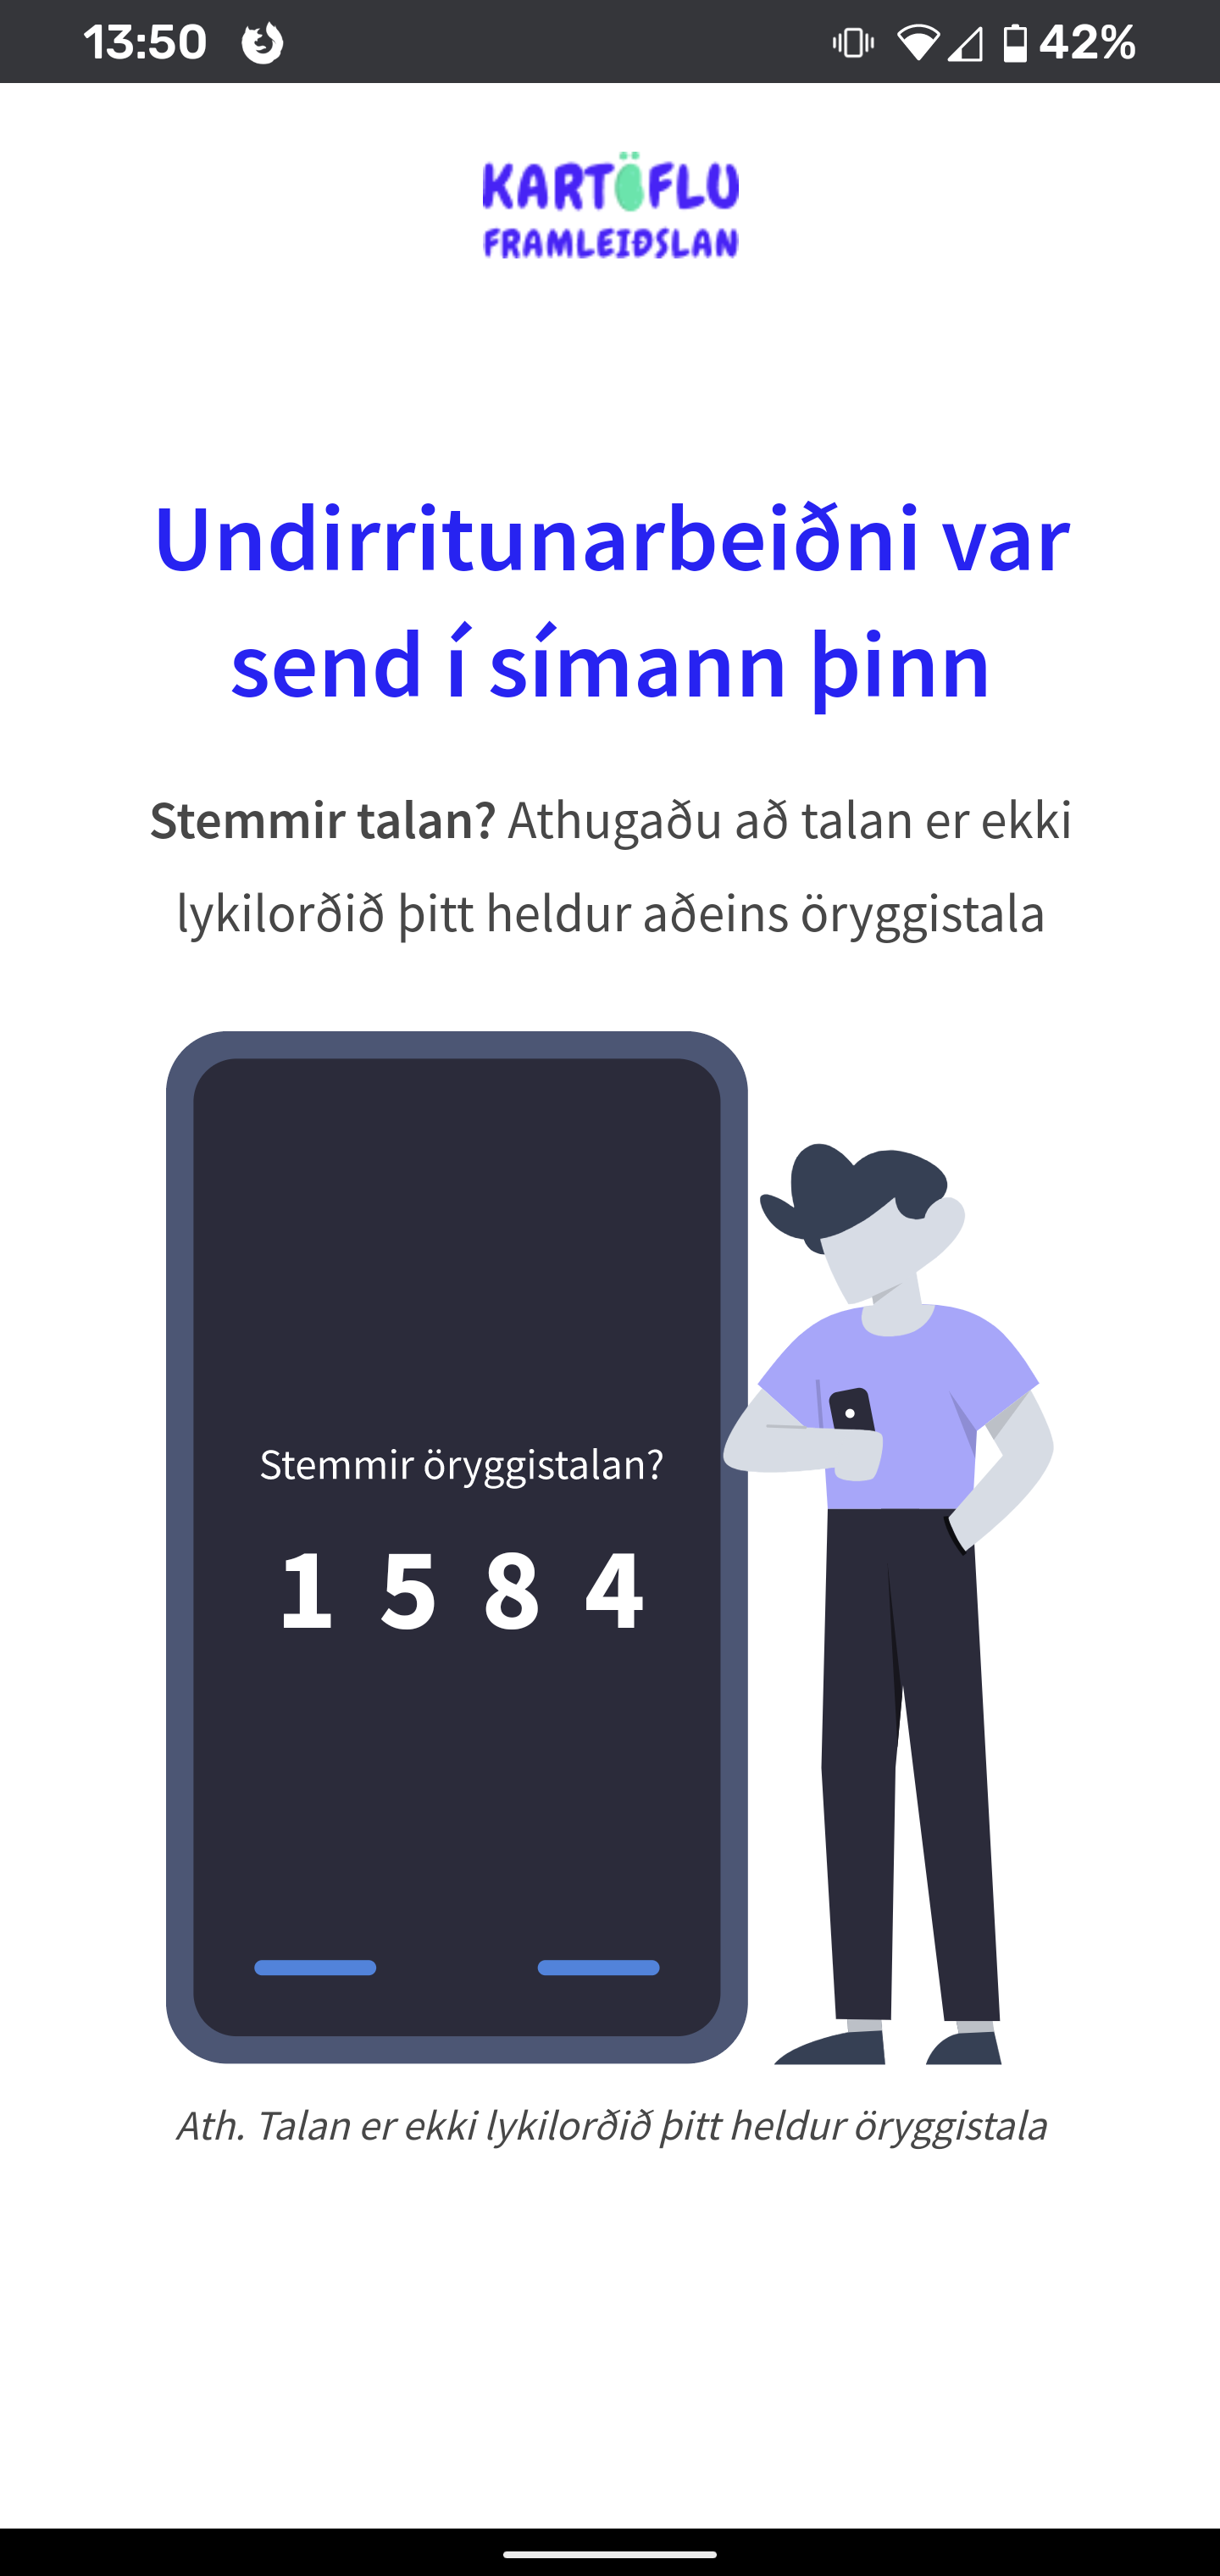 13:50 42%
KARTÖFLU
FRAMLEIÐSLAN
Undirritunarbeiðni var
send í símann þinn
Stemmir talan? Athugaðu að talan er ekki
lykilorðið þitt heldur aðeins öryggistala
Stemmir öryggistalan?
1 5 8 4
Ath. Talan er ekki lykilorðið þitt heldur öryggistala